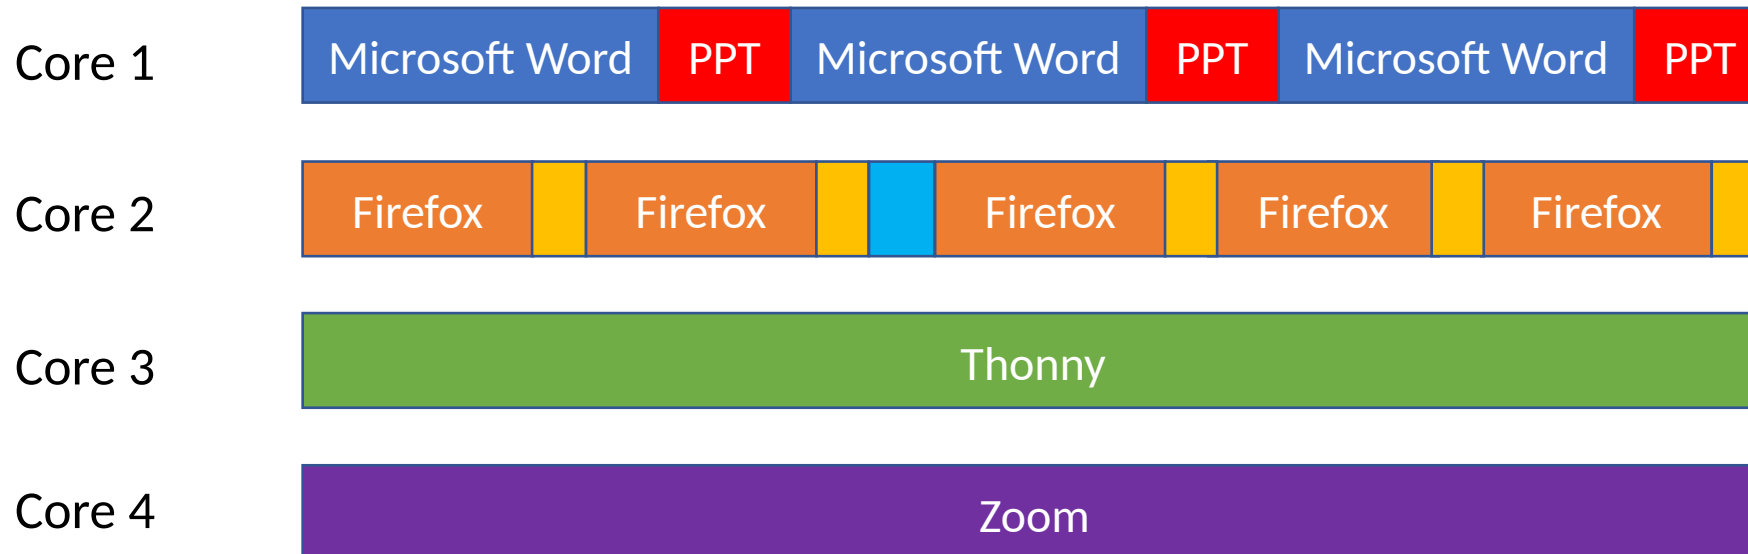 Core 1 Microsoft Word PPT Microsoft Word PPT Microsoft Word PPT
Core 2 Firefox Firefox Firefox Firefox Firefox
Core 3 Thonny
Core 4 Zoom